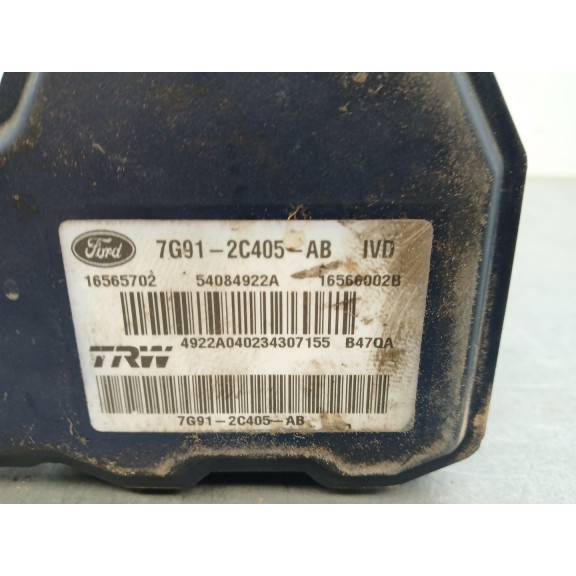 Ford 7G91-2C405-AB IVD
16565702 54084922A 16566002B
4922A040234307155 B47QA
TRW
7G91-2C405-AB